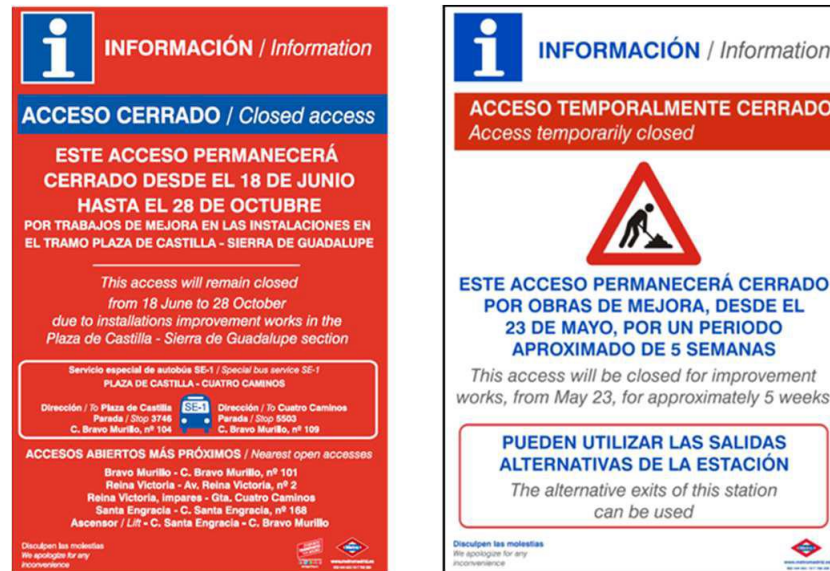 INFORMACIÓN / Information
ACCESO CERRADO / Closed access
ESTE ACCESO PERMANECERÁ
CERRADO DESDE EL 18 DE JUNIO
HASTA EL 28 DE OCTUBRE
POR TRABAJOS DE MEJORA EN LAS INSTALACIONES EN
EL TRAMO PLAZA DE CASTILLA - SIERRA DE GUADALUPE
This access will remain closed
from 18 June to 28 October
due to installations improvement works in the
Plaza de Castilla - Sierra de Guadalupe section
Servicio especial de autobús SE-1 / Special bus service SE-1
PLAZA DE CASTILLA - CUATRO CAMINOS
Dirección / To Plaza de Castilla
Parada / Stop 3746
C. Bravo Murillo, nº 104
SE-1
Dirección / To Cuatro Caminos
Parada / Stop 5503
C. Bravo Murillo, nº 109
ACCESOS ABIERTOS MÁS PRÓXIMOS / Nearest open accesses
Bravo Murillo - C. Bravo Murillo, nº 101
Reina Victoria - Av. Reina Victoria, nº 2
Reina Victoria, impares - Gta. Cuatro Caminos
Santa Engracia - C. Santa Engracia, nº 168
Ascensor / Lift - C. Santa Engracia - C. Bravo Murillo
Disculpen las molestias
We apologize for any
inconvenience
www.metromadrid.es
INFORMACIÓN / Information
ACCESO TEMPORALMENTE CERRADO
Access temporarily closed
ESTE ACCESO PERMANECERÁ CERRADO
POR OBRAS DE MEJORA, DESDE EL
23 DE MAYO, POR UN PERIODO
APROXIMADO DE 5 SEMANAS
This access will be closed for improvement
works, from May 23, for approximately 5 weeks
PUEDEN UTILIZAR LAS SALIDAS
ALTERNATIVAS DE LA ESTACIÓN
The alternative exits of this station
can be used
Disculpen las molestias
We apologize for any
inconvenience